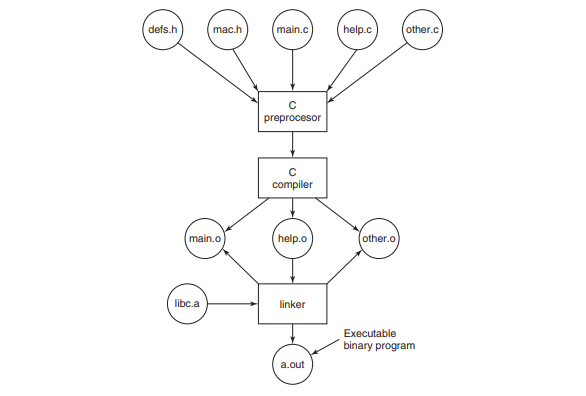 defs.h
mac.h
main.c
help.c
other.c
C
preprocesor
C
compiler
main.o
help.o
other.o
libc.a
linker
Executable
binary program
a.out